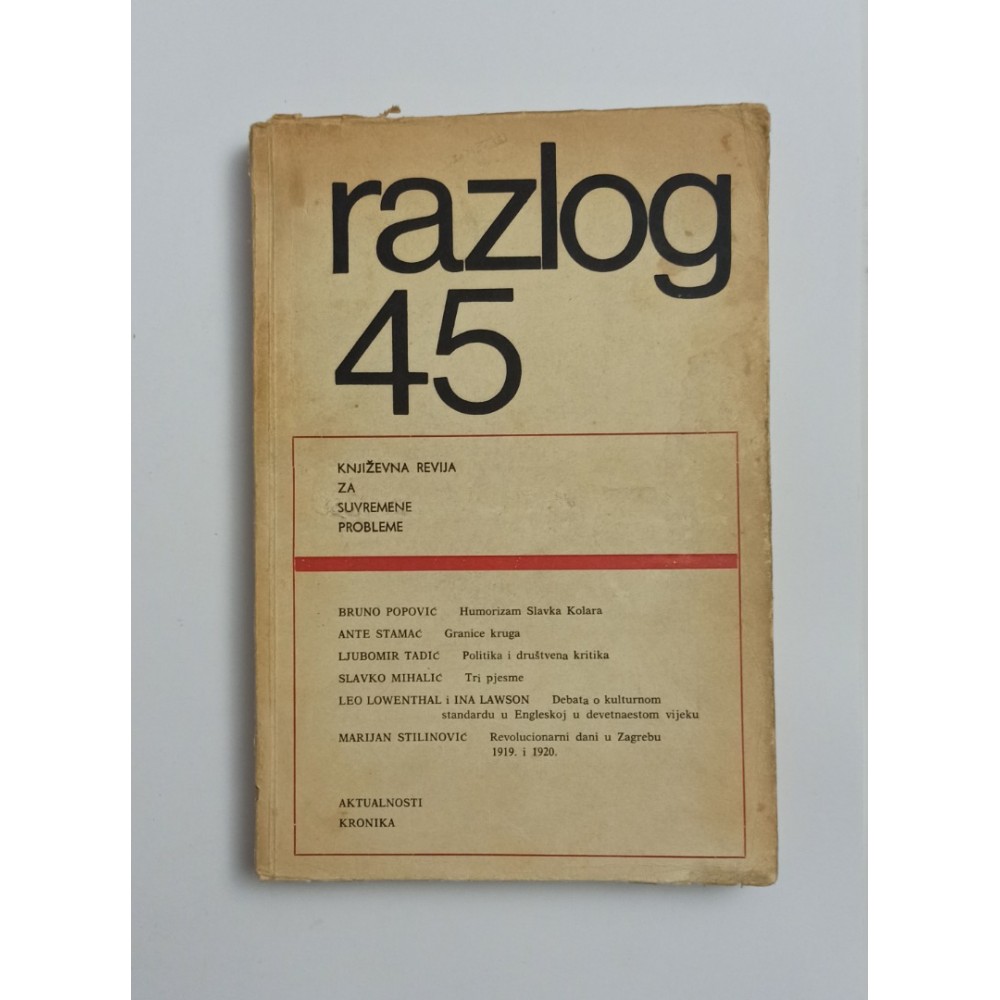 razlog
45
KNJIŽEVNA REVIJA
ZA
SUVREMENE
PROBLEME
BRUNO POPOVIĆ Humorizam Slavka Kolara
ANTE STAMAĆ Granice kruga
LJUBOMIR TADIĆ Politika i društvena kritika
SLAVKO MIHALIĆ Tri pjesme
LEO LOWENTHAL i INA LAWSON Debata o kulturnom
standardu u Engleskoj u devetnaestom vijeku
MARIJAN STILINOVIĆ Revolucionarni dani u Zagrebu
1919. i 1920.
AKTUALNOSTI
KRONIKA